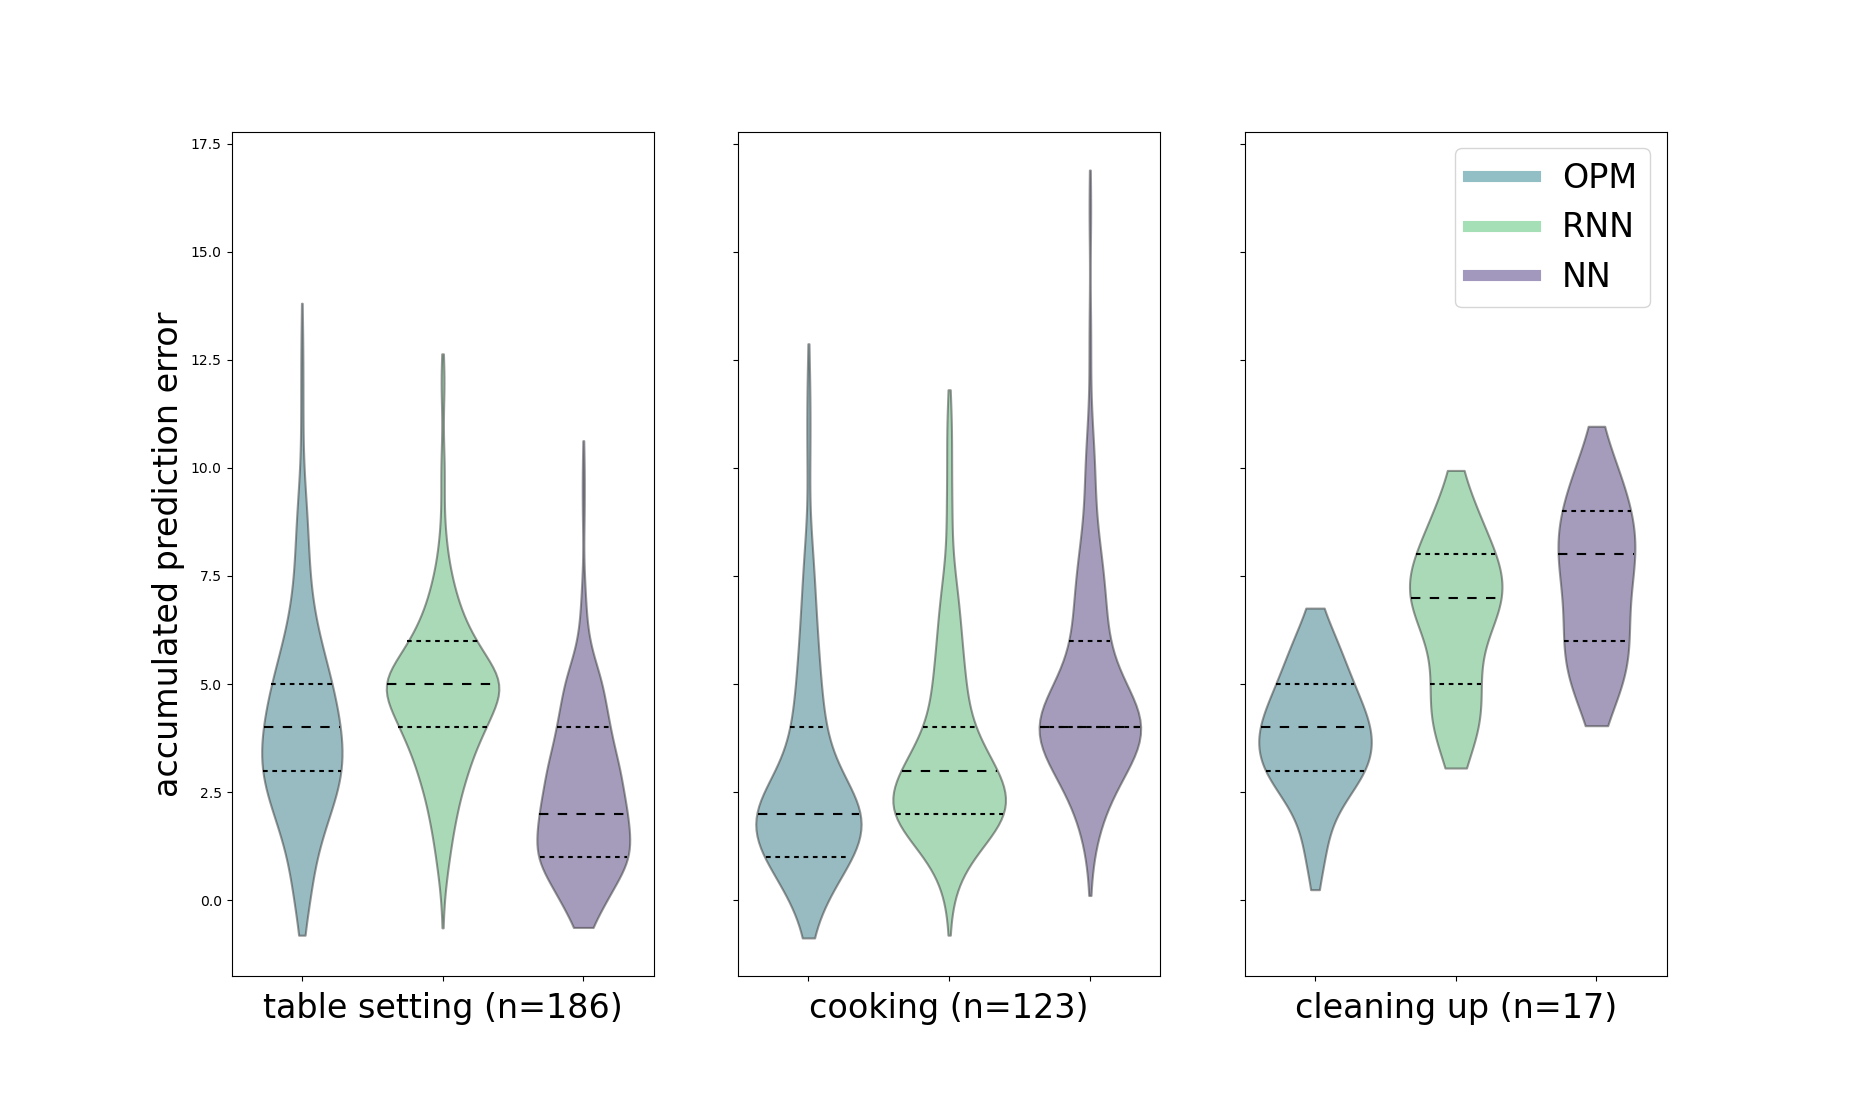 accumulated prediction error
17.5
15.0
12.5
10.0
7.5
5.0
2.5
0.0
table setting (n=186)
cooking (n=123)
cleaning up (n=17)
OPM
RNN
NN